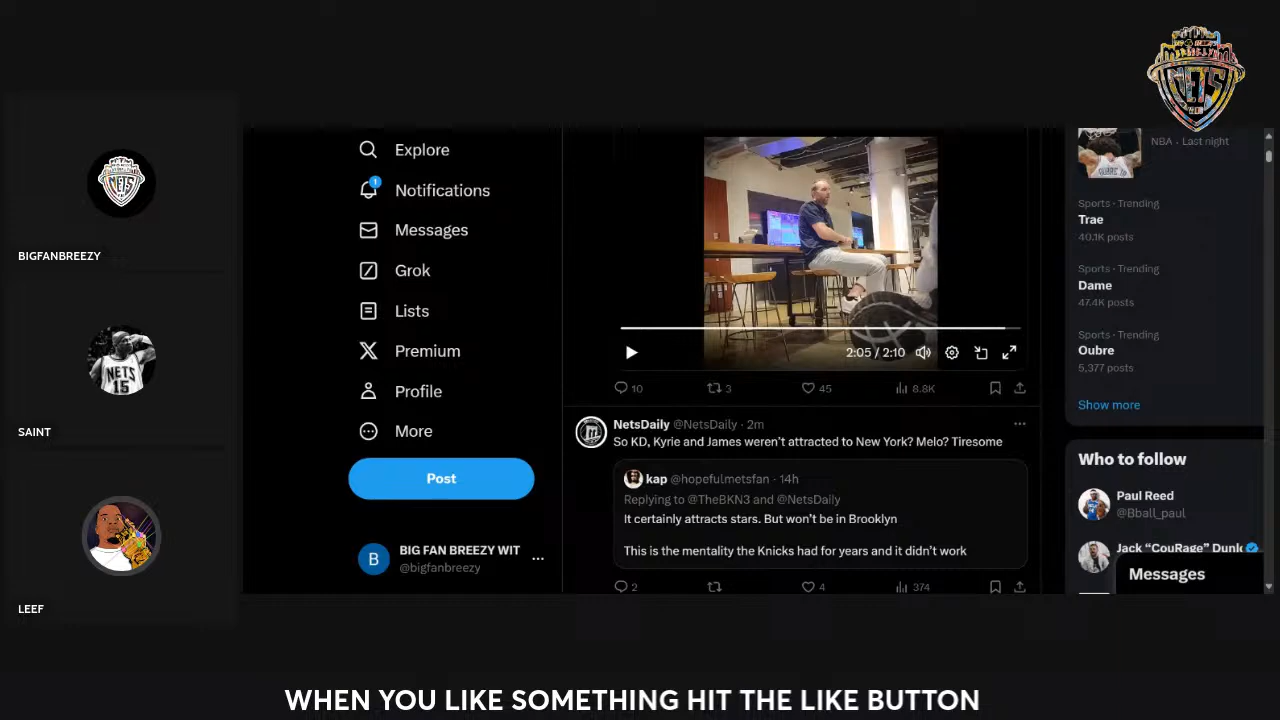 BIGFANBREEZY
SAINT
LEEF
NETS
NETS
15
Explore
1
Notifications
Messages
Grok
Lists
Premium
Profile
More
Post
B
BIG FAN BREEZY WIT ...
@bigfanbreezy
2:05 / 2:10
10 3 45 8.8K
NetsDaily @NetsDaily · 2m ...
So KD, Kyrie and James weren't attracted to New York? Melo? Tiresome
kap @hopefulmetsfan · 14h
Replying to @TheBKN3 and @NetsDaily
It certainly attracts stars. But won't be in Brooklyn
This is the mentality the Knicks had for years and it didn't work
2 4 374
NETS
NBA · Last night
Sports · Trending
Trae
40.1K posts
Sports · Trending
Dame
47.4K posts
Sports · Trending
Oubre
5,377 posts
Show more
Who to follow
Paul Reed
@Bball_paul
Jack “CouRage” Dunl
Messages
WHEN YOU LIKE SOMETHING HIT THE LIKE BUTTON